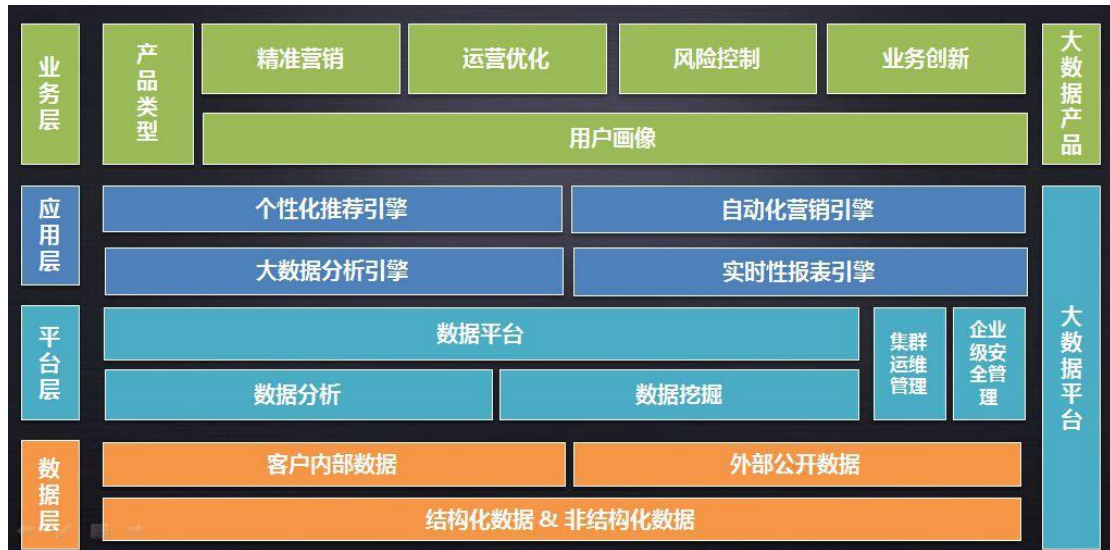 业务层
产品类型
精准营销
运营优化
风险控制
业务创新
用户画像
大数据产品
应用层
个性化推荐引擎
自动化营销引擎
大数据分析引擎
实时性报表引擎
平台层
数据平台
数据分析
数据挖掘
集群
运维
管理
企业
级安
全管
理
大数据平台
数据层
客户内部数据
外部公开数据
结构化数据 & 非结构化数据